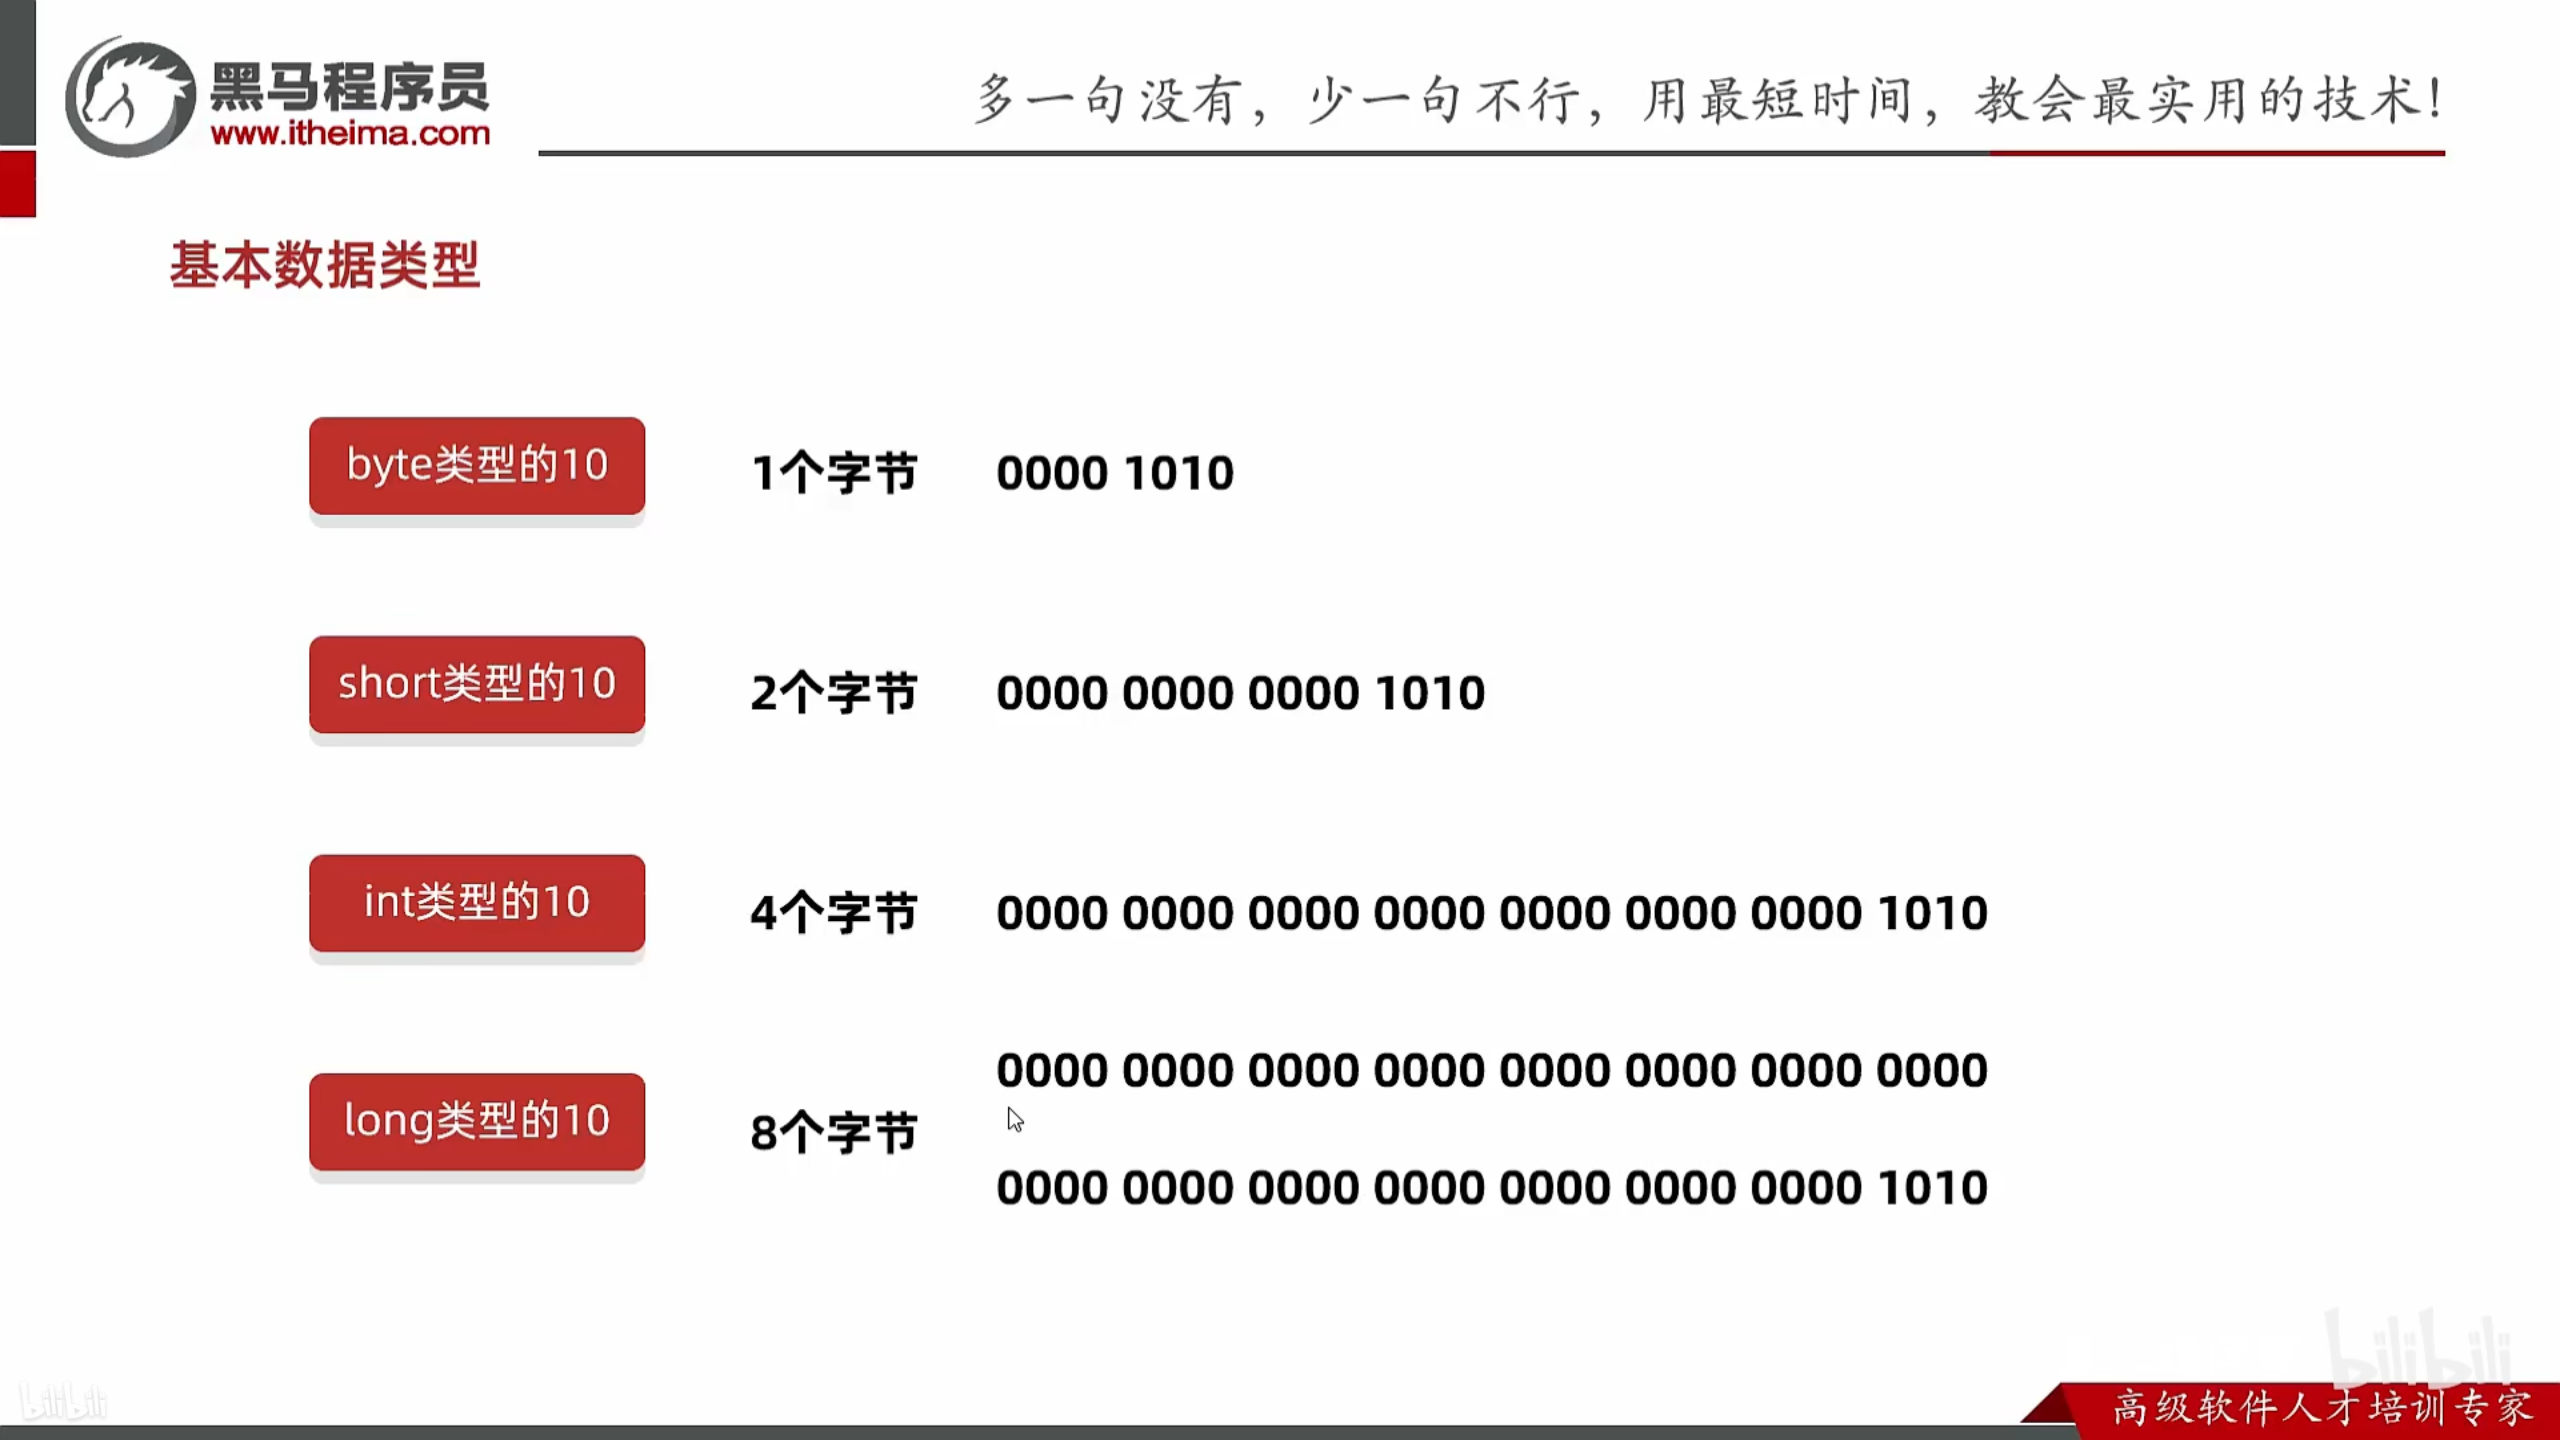 黑马程序员
www.itheima.com
多一句没有，少一句不行，用最短时间，教会最实用的技术！
基本数据类型
byte类型的10 1个字节 0000 1010
short类型的10 2个字节 0000 0000 0000 1010
int类型的10 4个字节 0000 0000 0000 0000 0000 0000 0000 1010
long类型的10 8个字节 0000 0000 0000 0000 0000 0000 0000 0000
0000 0000 0000 0000 0000 0000 0000 1010
bilibili
bilibili
高级软件人才培训专家